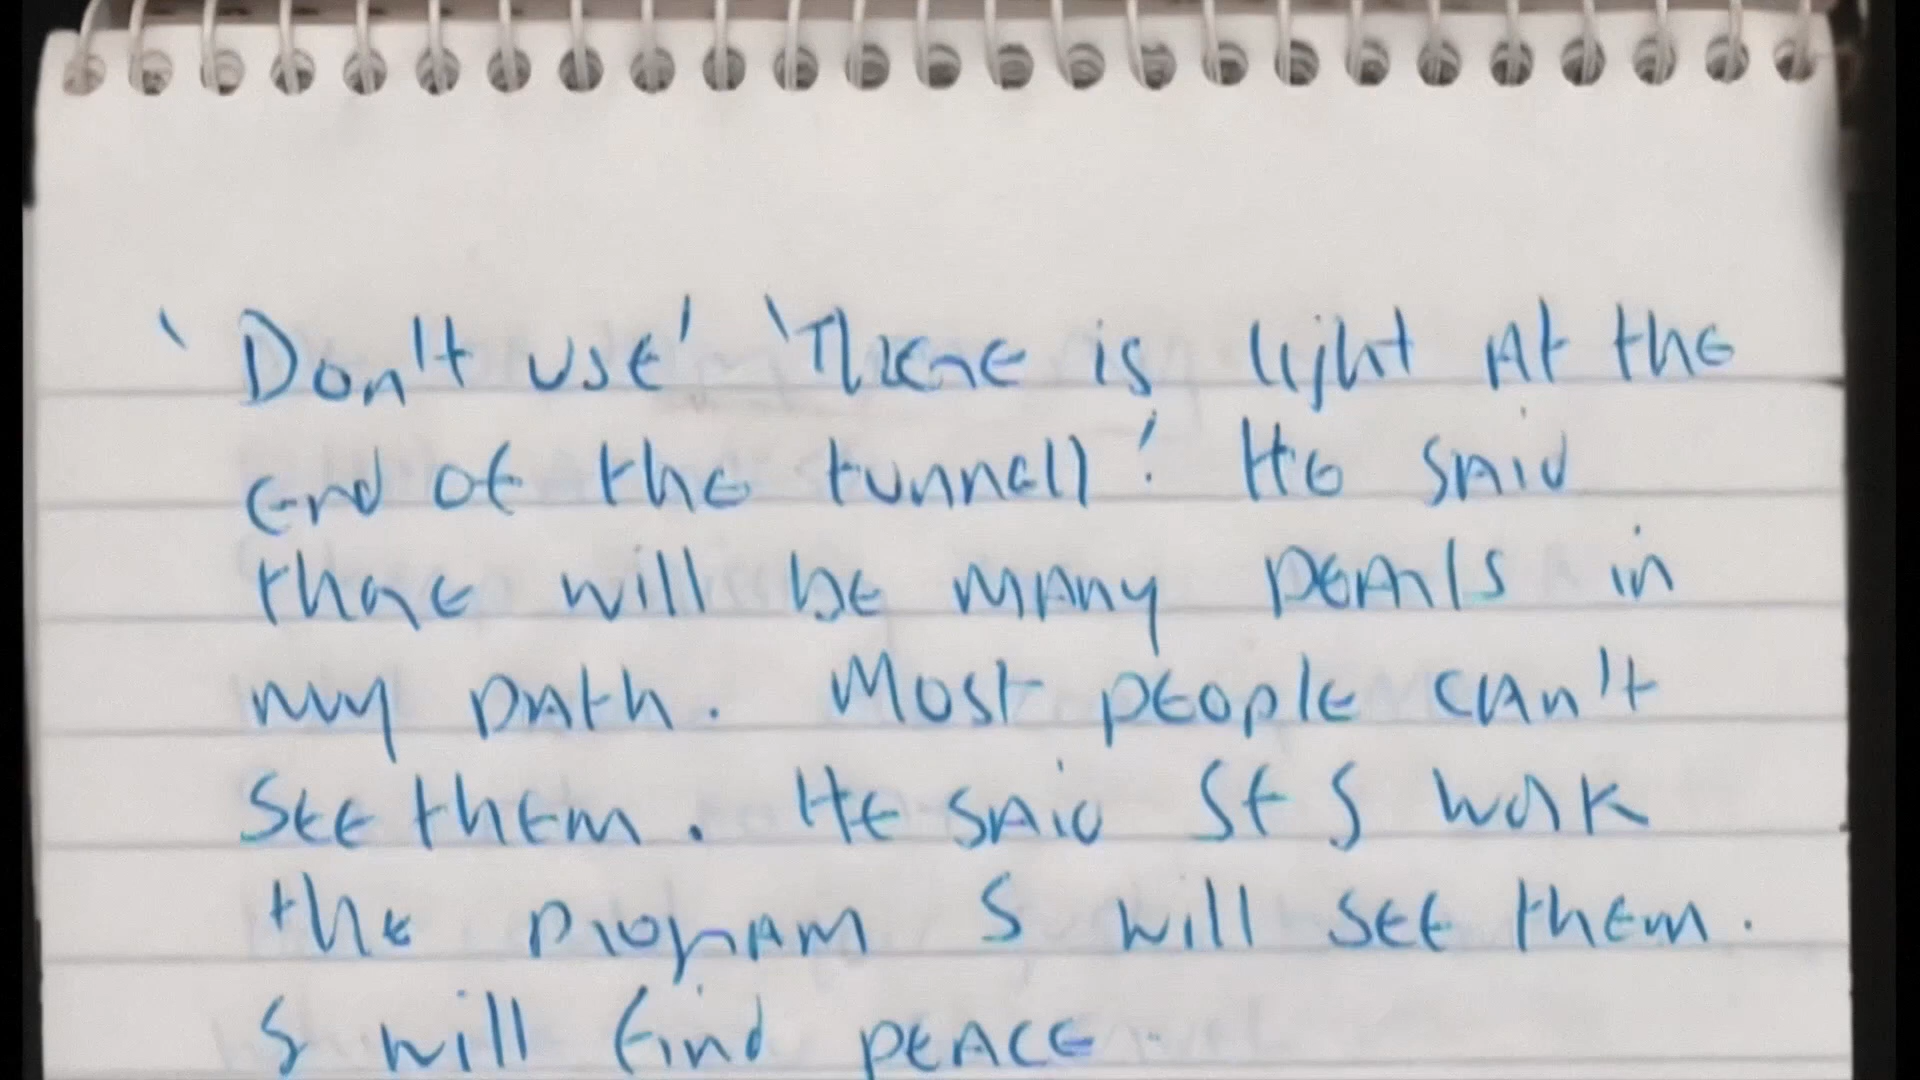 'Don't use' 'There is light At the
end of the tunnell'. He said
there will be many pearls in
my path. Most people can't
see them. He said If I work
the program I will see them.
I will find peace